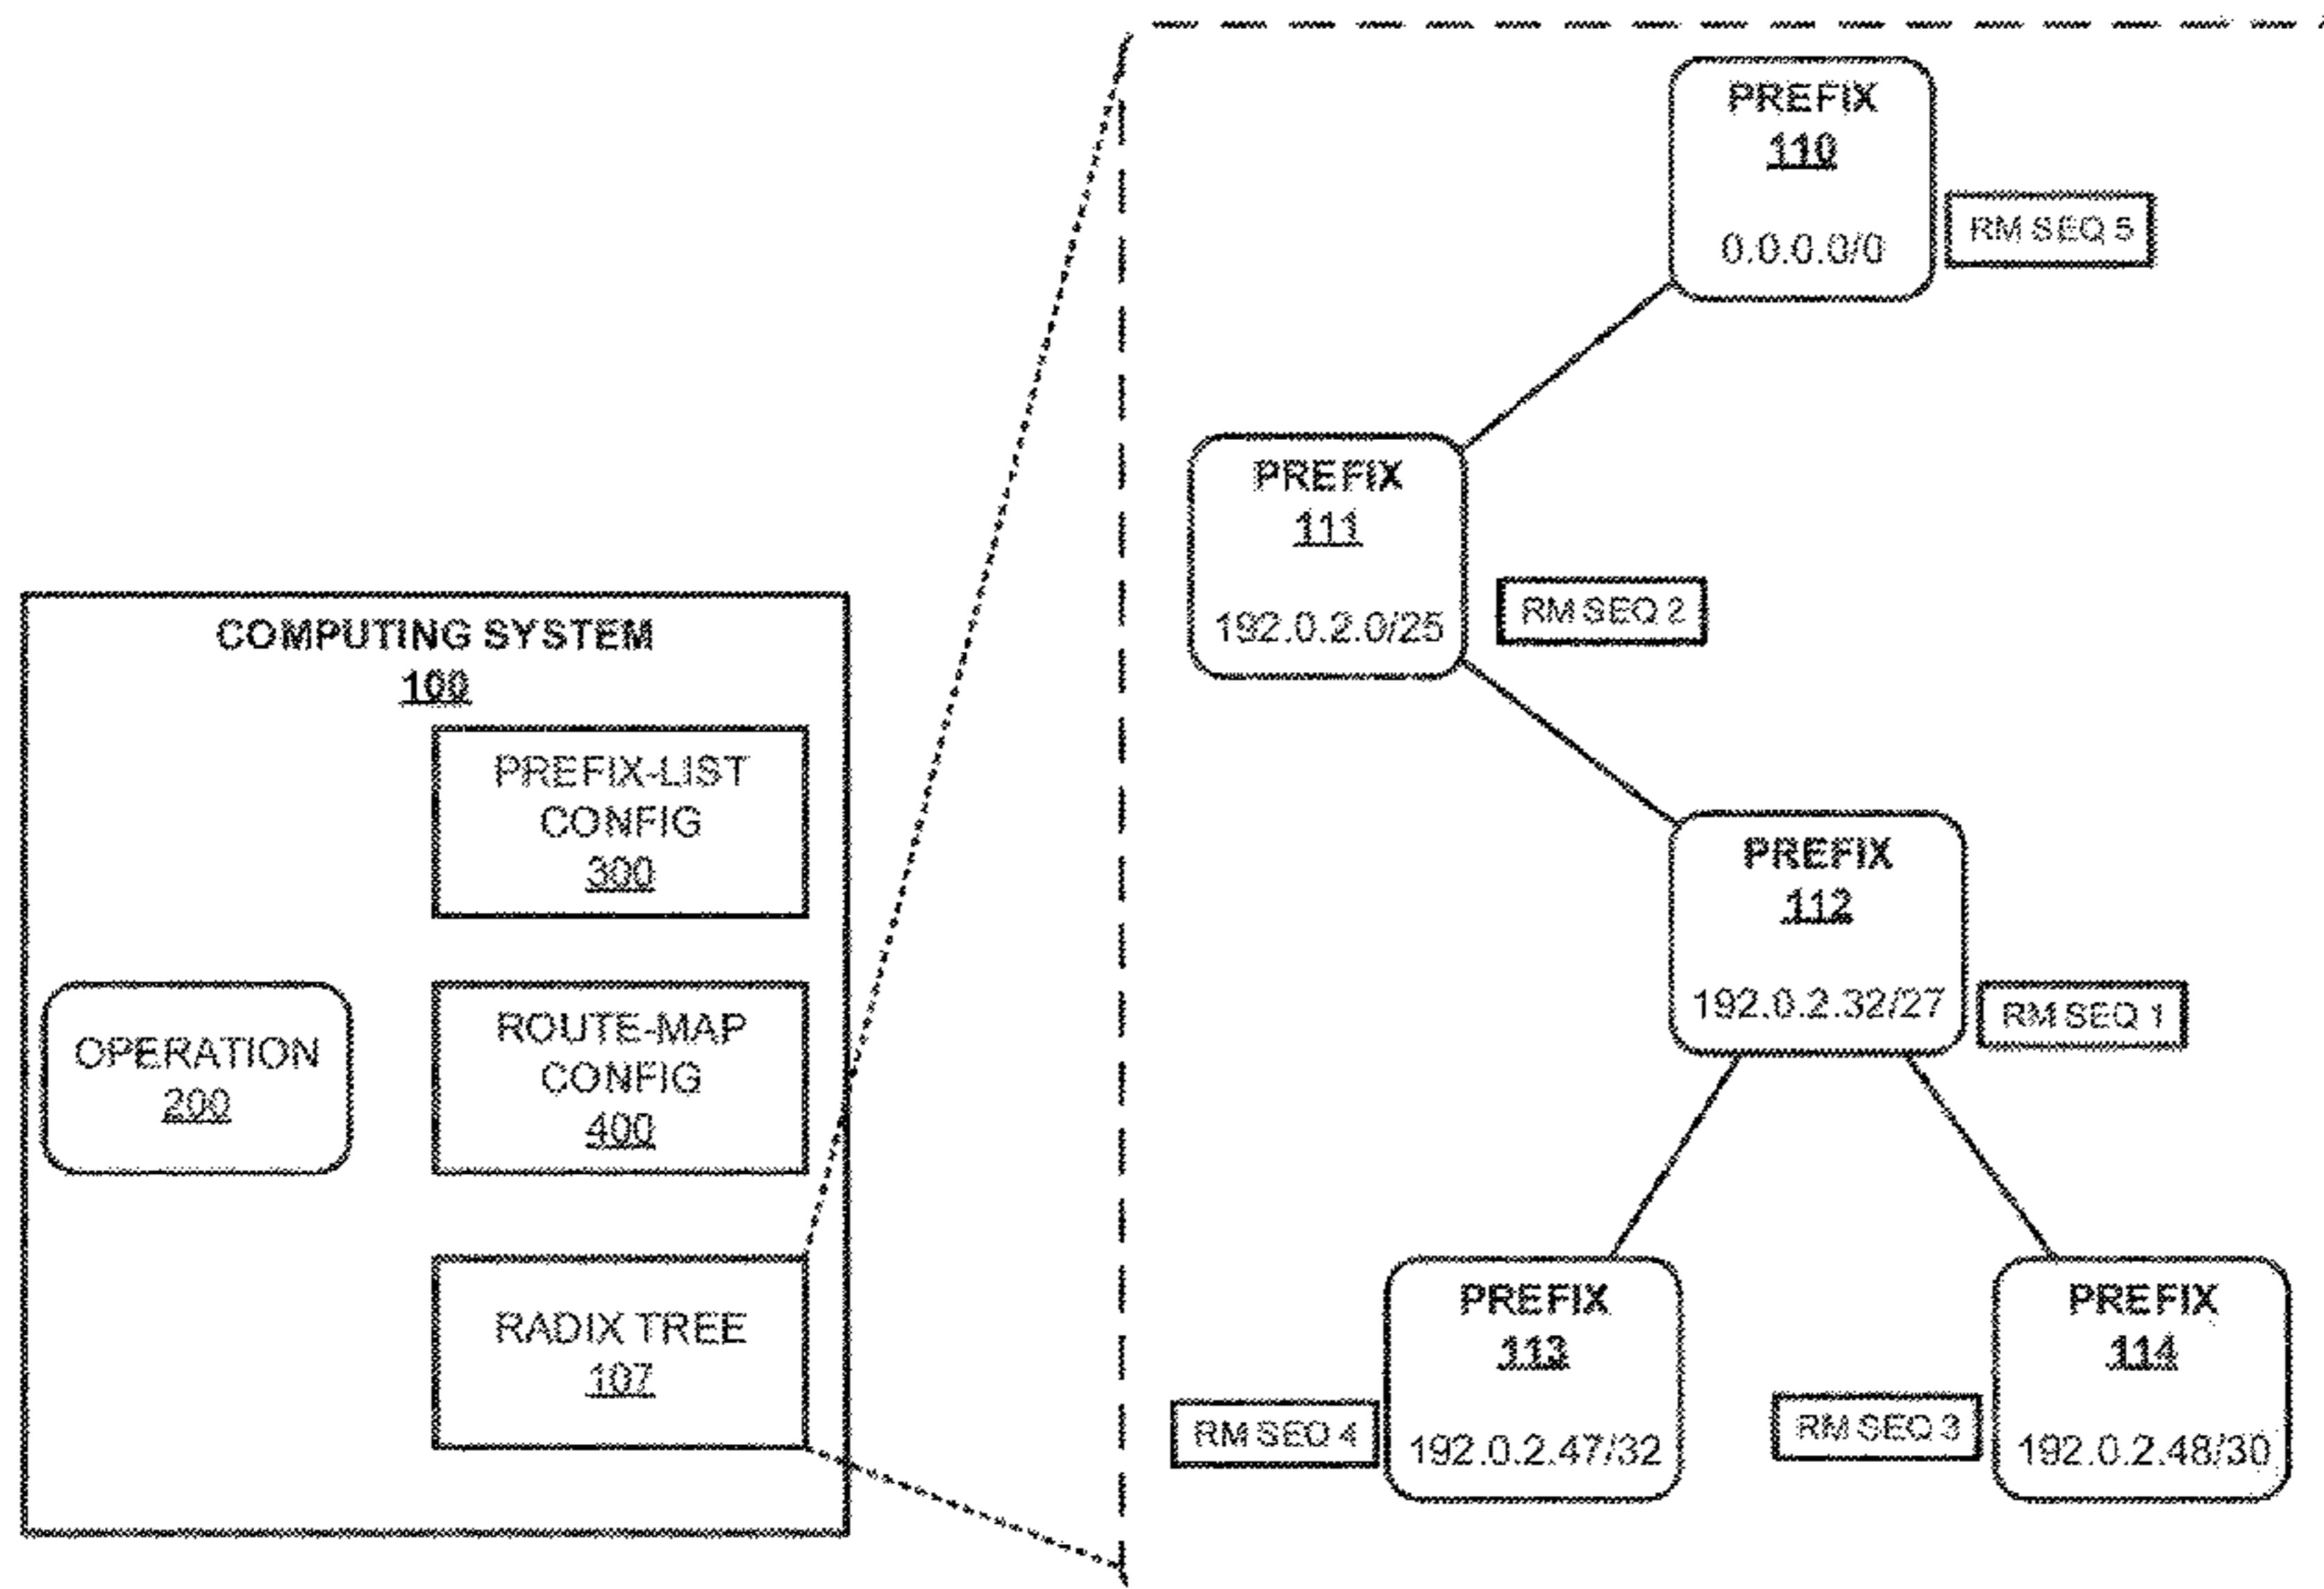 COMPUTING SYSTEM
100
PREFIX-LIST
CONFIG
300
OPERATION
200
ROUTE-MAP
CONFIG
400
RADIX TREE
107
PREFIX
110
0.0.0.0/0
RM SEQ 5
PREFIX
111
192.0.2.0/25
RM SEQ 2
PREFIX
112
192.0.2.32/27
RM SEQ 1
PREFIX
113
192.0.2.47/32
RM SEQ 4
PREFIX
114
192.0.2.48/30
RM SEQ 3